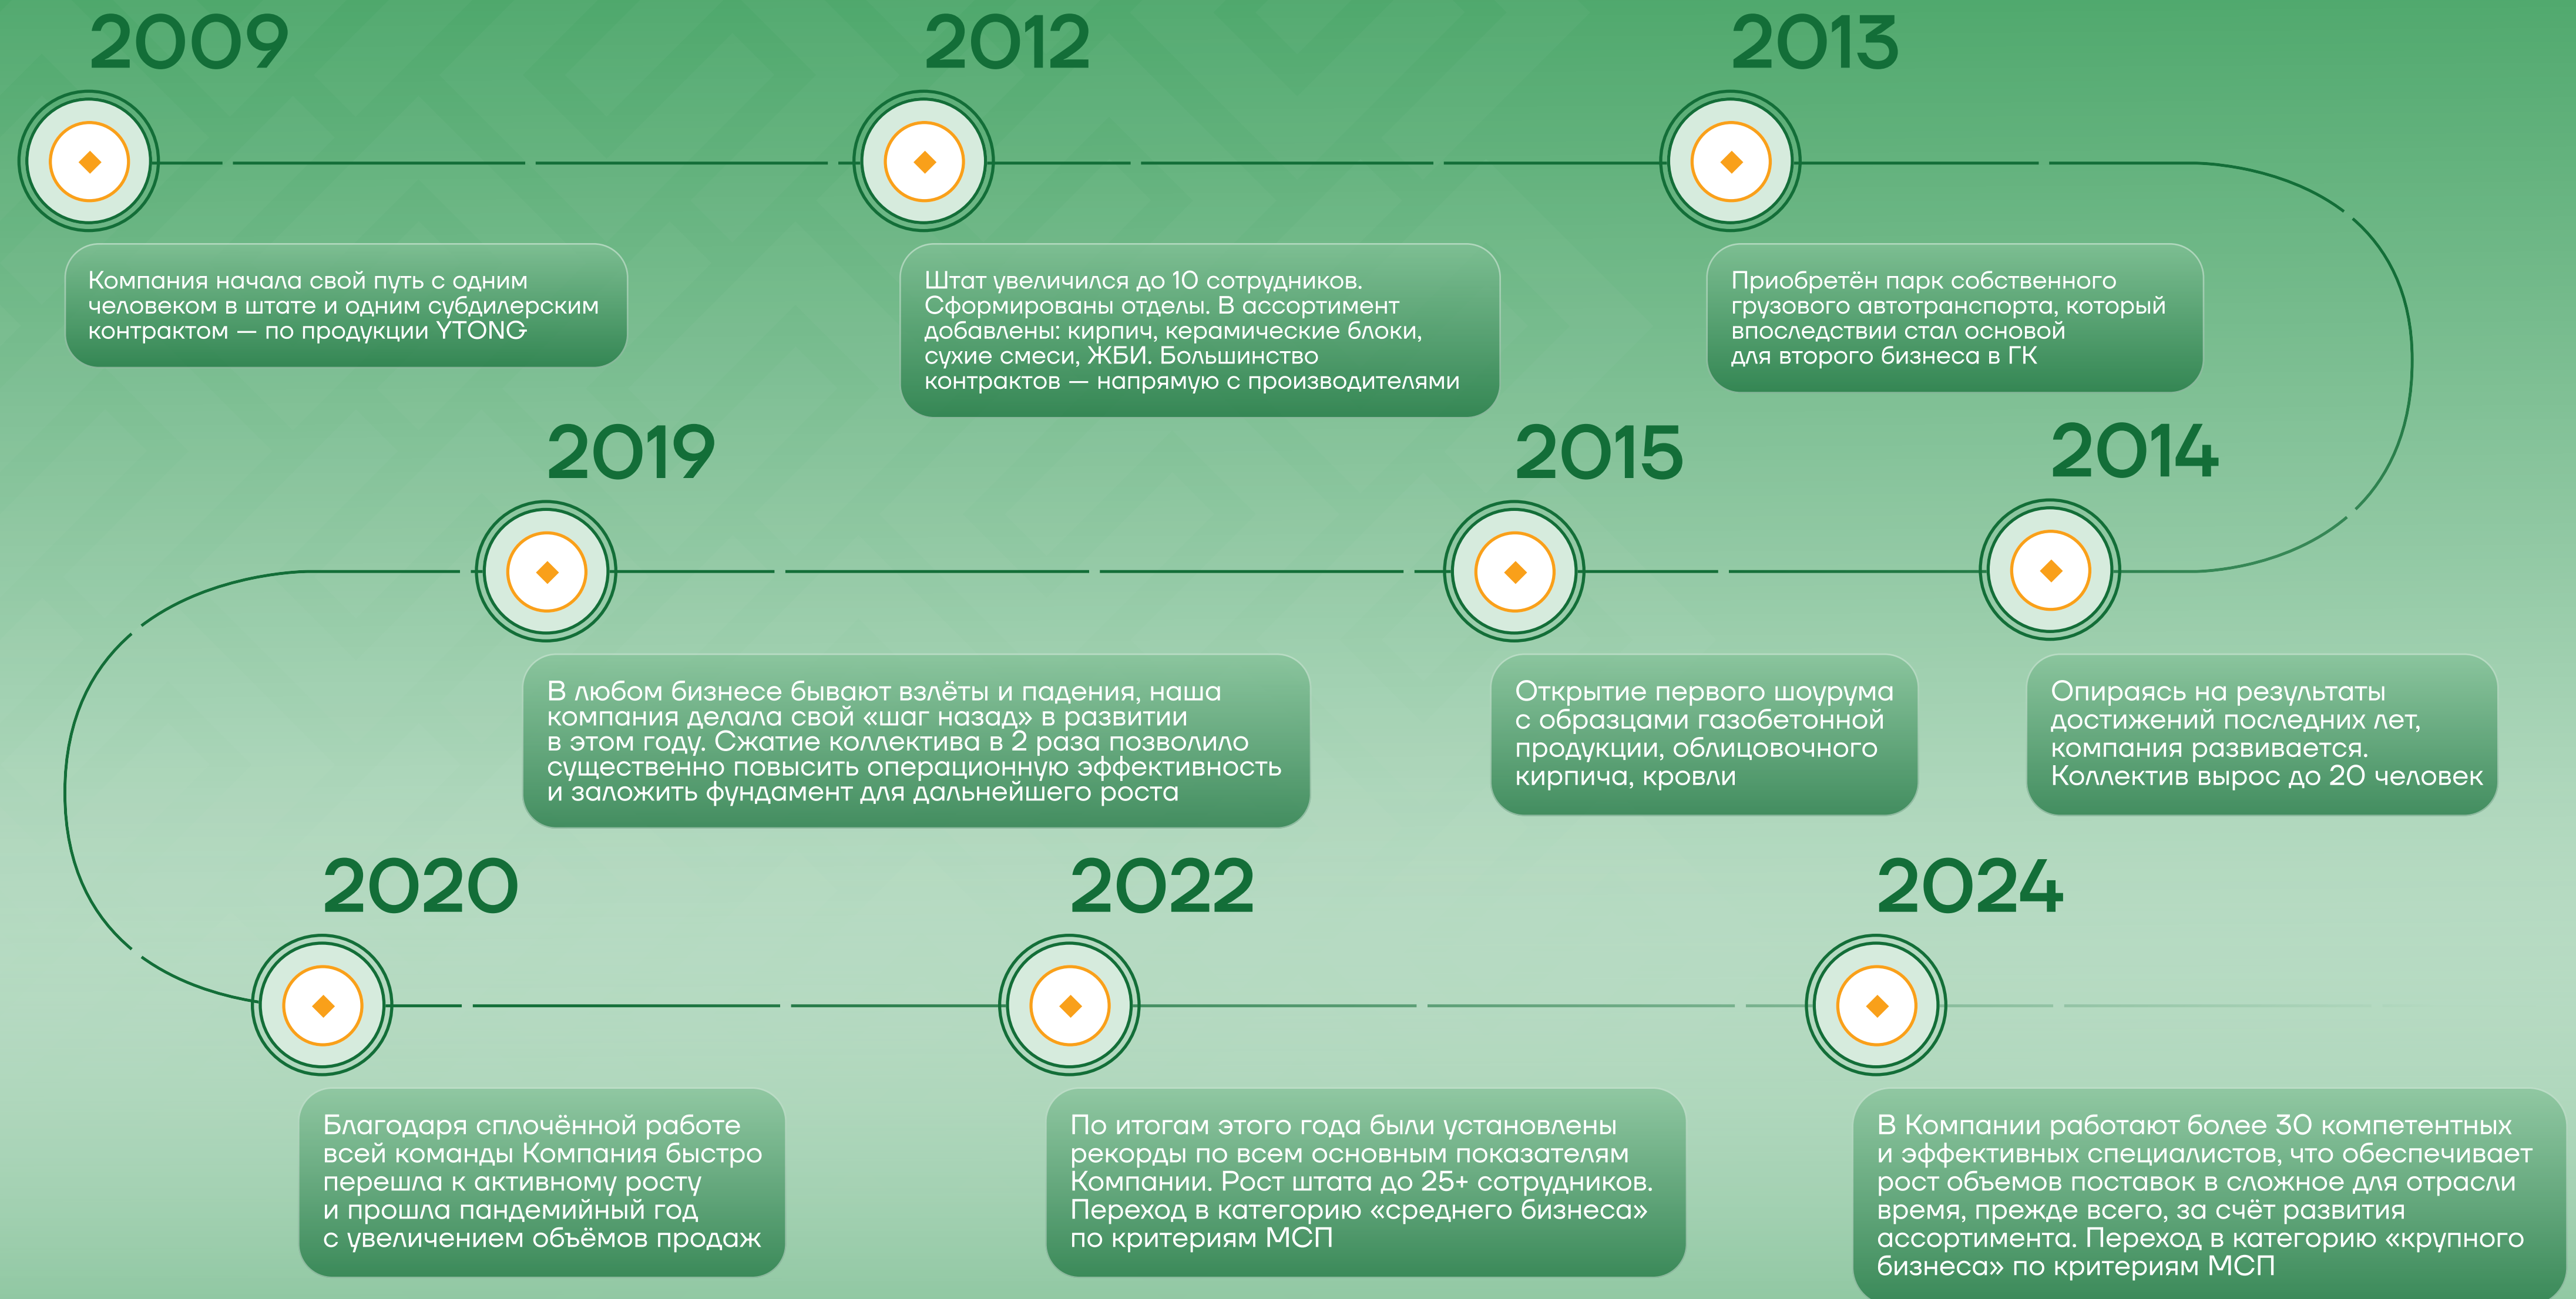 2009
Компания начала свой путь с одним
человеком в штате и одним субдилерским
контрактом — по продукции YTONG
2012
Штат увеличился до 10 сотрудников.
Сформированы отделы. В ассортимент
добавлены: кирпич, керамические блоки,
сухие смеси, ЖБИ. Большинство
контрактов — напрямую с производителями
2013
Приобретён парк собственного
грузового автотранспорта, который
впоследствии стал основой
для второго бизнеса в ГК
2014
Опираясь на результаты
достижений последних лет,
компания развивается.
Коллектив вырос до 20 человек
2015
Открытие первого шоурума
с образцами газобетонной
продукции, облицовочного
кирпича, кровли
2019
В любом бизнесе бывают взлёты и падения, наша
компания делала свой «шаг назад» в развитии
в этом году. Сжатие коллектива в 2 раза позволило
существенно повысить операционную эффективность
и заложить фундамент для дальнейшего роста
2020
Благодаря сплочённой работе
всей команды Компания быстро
перешла к активному росту
и прошла пандемийный год
с увеличением объёмов продаж
2022
По итогам этого года были установлены
рекорды по всем основным показателям
Компании. Рост штата до 25+ сотрудников.
Переход в категорию «среднего бизнеса»
по критериям МСП
2024
В Компании работают более 30 компетентных
и эффективных специалистов, что обеспечивает
рост объемов поставок в сложное для отрасли
время, прежде всего, за счёт развития
ассортимента. Переход в категорию «крупного
бизнеса» по критериям МСП